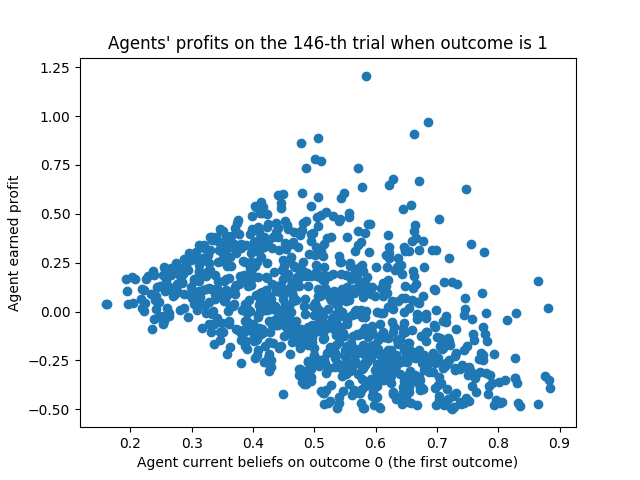 Agents' profits on the 146-th trial when outcome is 1
Agent earned profit
1.25
1.00
0.75
0.50
0.25
0.00
−0.25
−0.50
0.2 0.3 0.4 0.5 0.6 0.7 0.8 0.9
Agent current beliefs on outcome 0 (the first outcome)